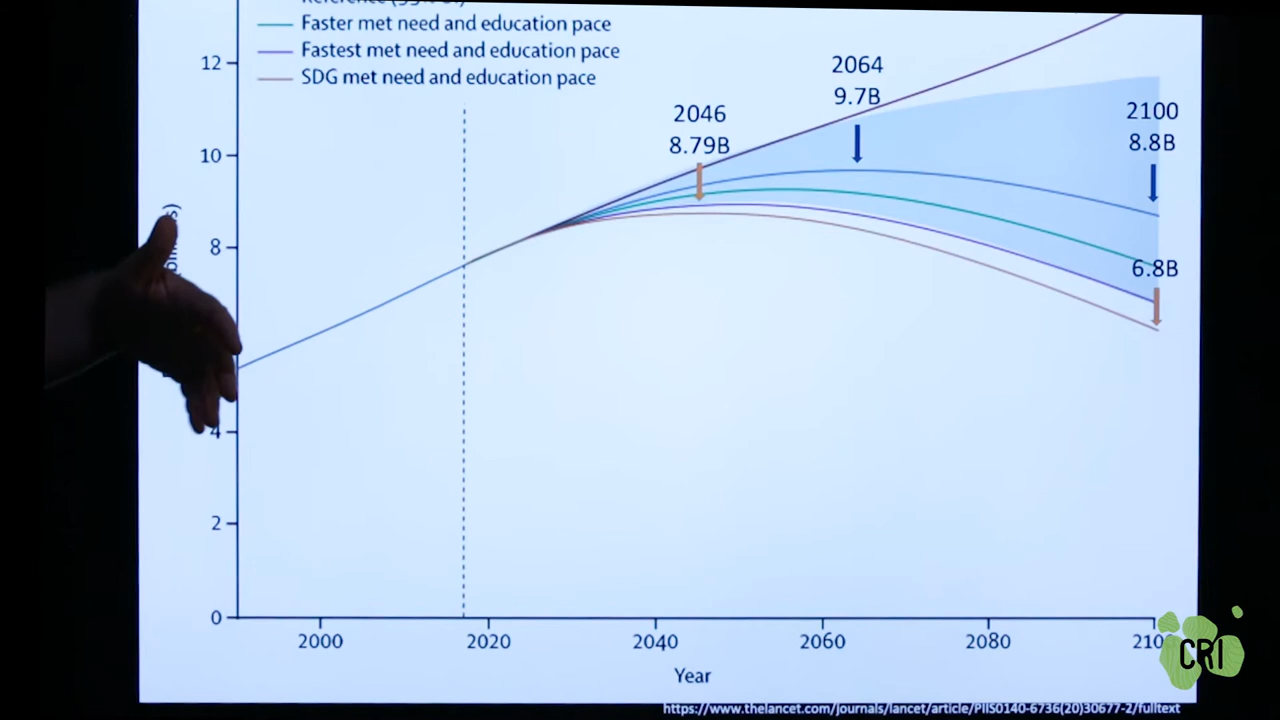 Faster met need and education pace
Fastest met need and education pace
SDG met need and education pace
2064
9.7B
2046
8.79B
2100
8.8B
6.8B
12
10
8
4
2
0
2000
2020
2040
2060
2080
Year
https://www.thelancet.com/journals/lancet/article/PIIS0140-6736(20)30677-2/fulltext
CRI